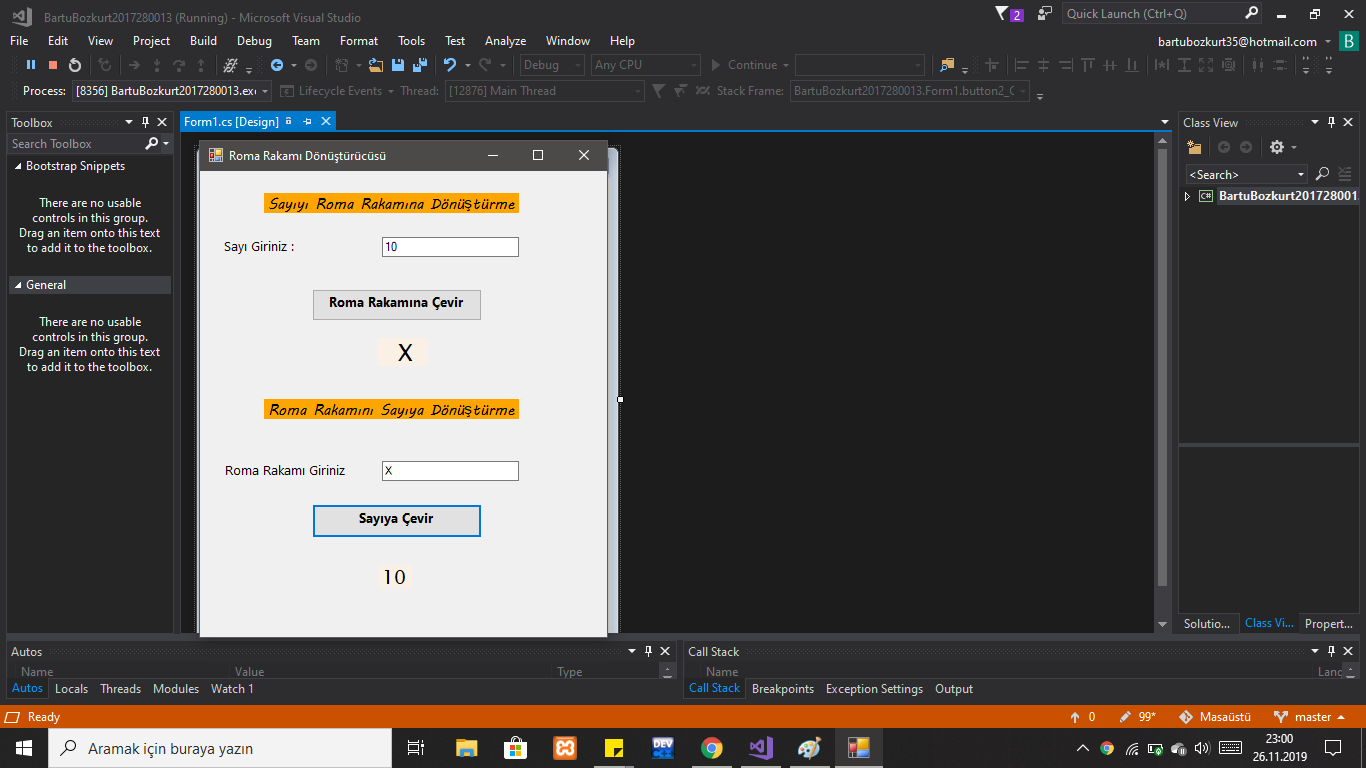 BartuBozkurt2017280013 (Running) - Microsoft Visual Studio
2
Quick Launch (Ctrl+Q)
File Edit View Project Build Debug Team Format Tools Test Analyze Window Help
bartubozkurt35@hotmail.com
B
Debug Any CPU Continue
Process: [8356] BartuBozkurt2017280013.exe Lifecycle Events Thread: [12876] Main Thread Stack Frame: BartuBozkurt2017280013.Form1.button2_C
Toolbox
Search Toolbox
Bootstrap Snippets
There are no usable
controls in this group.
Drag an item onto this text
to add it to the toolbox.
General
There are no usable
controls in this group.
Drag an item onto this text
to add it to the toolbox.
Form1.cs [Design]
Roma Rakamı Dönüştürücüsü
Sayıyı Roma Rakamına Dönüştürme
Sayı Giriniz : 10
Roma Rakamına Çevir
X
Roma Rakamını Sayıya Dönüştürme
Roma Rakamı Giriniz X
Sayıya Çevir
10
Class View
<Search>
C#
BartuBozkurt201728001
Solutio... Class Vi... Propert...
Autos
Name Value Type
Autos Locals Threads Modules Watch 1
Call Stack
Name Lang
Call Stack Breakpoints Exception Settings Output
Ready
0 99* Masaüstü master
Aramak için buraya yazın
DEV
23:00
26.11.2019